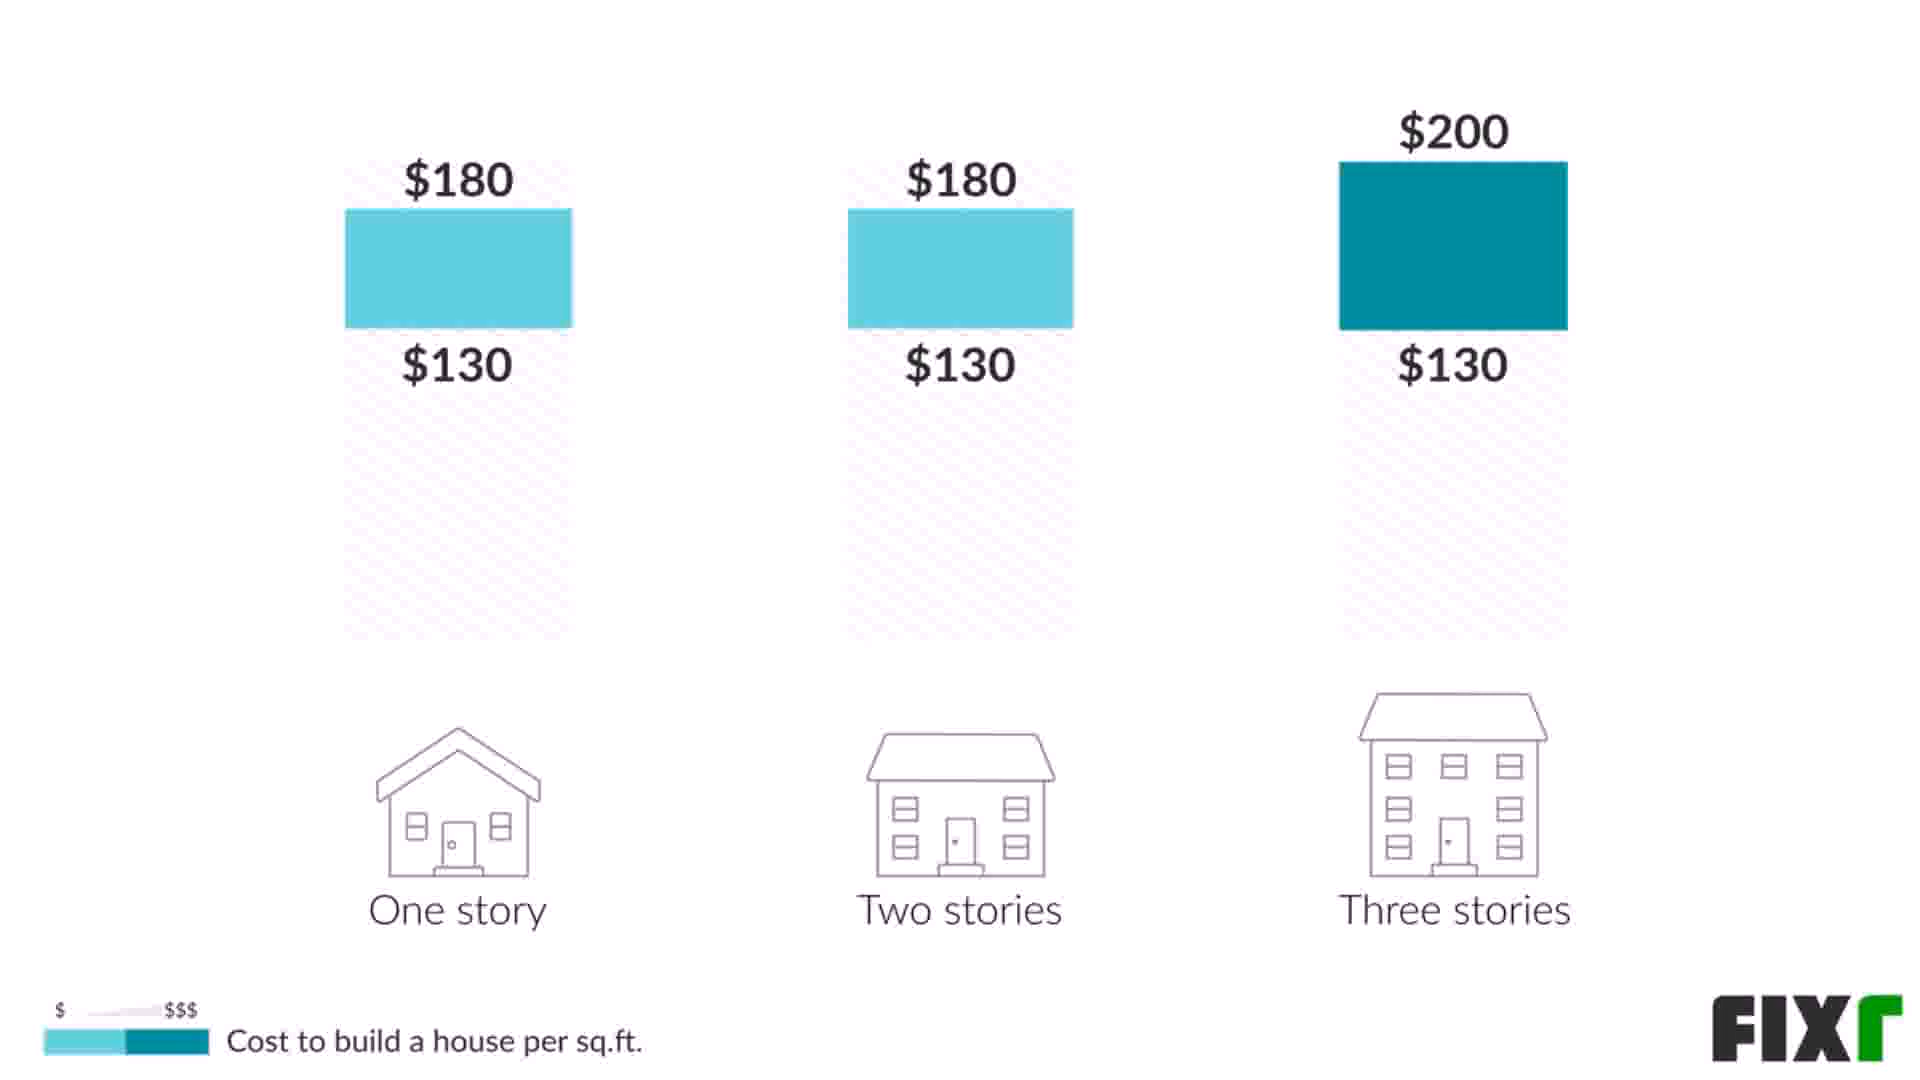 $180
$180
$200
$130
$130
$130
One story
Two stories
Three stories
$ $$$
Cost to build a house per sq.ft.
FIXr